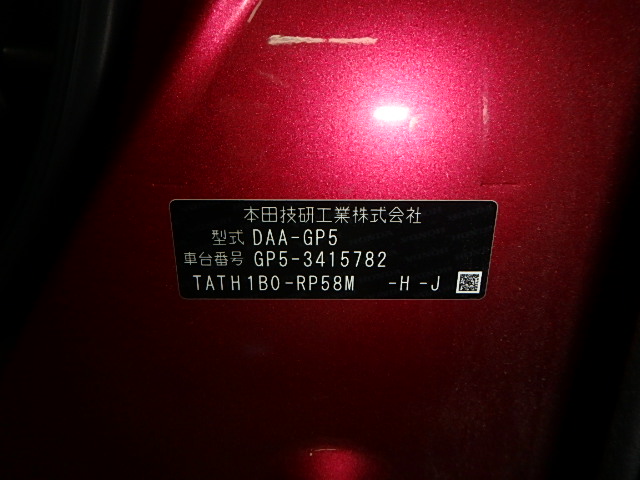 本田技研工業株式会社
型式 DAA-GP5
車台番号 GP5-3415782
TATH1B0-RP58M -H-J